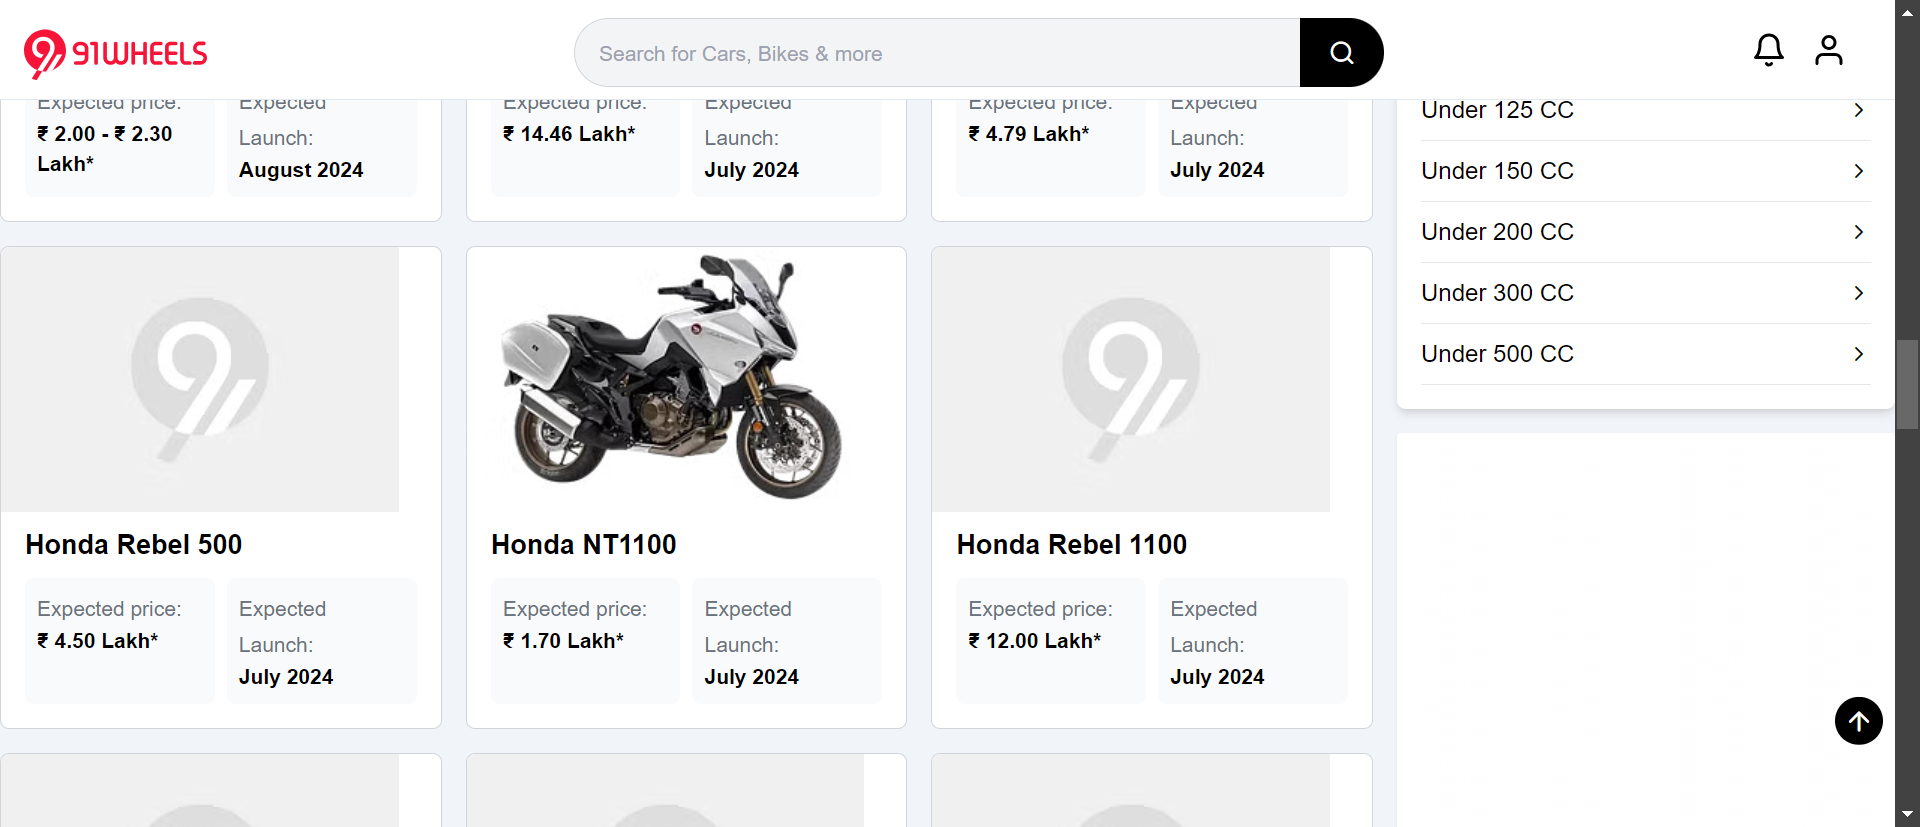 91WHEELS
Search for Cars, Bikes & more
Expected price:
₹ 2.00 - ₹ 2.30
Lakh*
Expected
Launch:
August 2024
Expected price:
₹ 14.46 Lakh*
Expected
Launch:
July 2024
Expected price:
₹ 4.79 Lakh*
Expected
Launch:
July 2024
Under 125 CC
Under 150 CC
Under 200 CC
Under 300 CC
Under 500 CC
Honda Rebel 500
Expected price:
₹ 4.50 Lakh*
Expected
Launch:
July 2024
Honda NT1100
Expected price:
₹ 1.70 Lakh*
Expected
Launch:
July 2024
Honda Rebel 1100
Expected price:
₹ 12.00 Lakh*
Expected
Launch:
July 2024